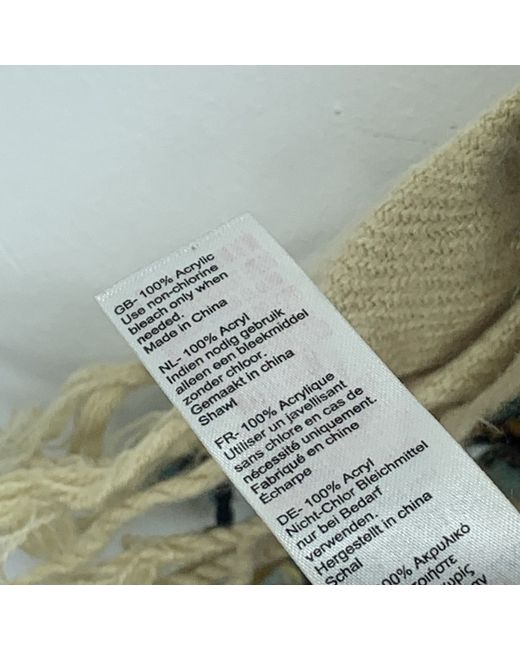 GB- 100% Acrylic
Use non-chlorine
bleach only when
needed.
Made in China
NL- 100% Acryl
Indien nodig gebruik
alleen een bleekmiddel
zonder chloor.
Gemaakt in china
Shawl
FR- 100% Acrylique
Utiliser un javellisant
sans chlore en cas de
nécessité uniquement.
Fabriqué en chine
Écharpe
DE- 100% Acryl
Nicht-Chlor Bleichmittel
nur bei Bedarf
verwenden.
Hergestellt in china
Schal
100% Ακρυλικό